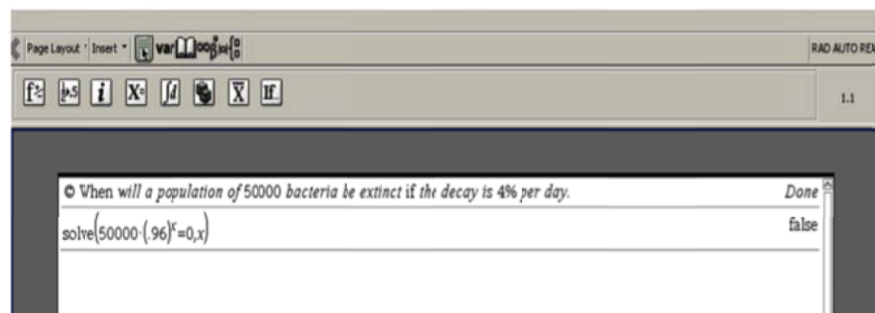 Page Layout Insert var ∞β
RAD AUTO REA
1.1
© When will a population of 50000 bacteria be extinct if the decay is 4% per day. Done
solve(50000·(.96)^x=0,x) false